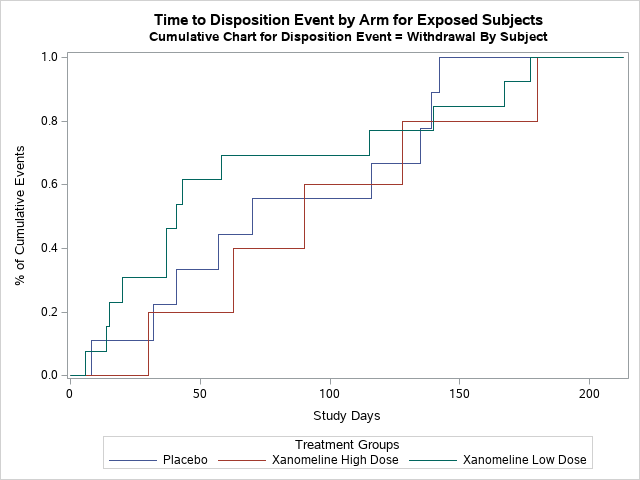 Time to Disposition Event by Arm for Exposed Subjects
Cumulative Chart for Disposition Event = Withdrawal By Subject
% of Cumulative Events
1.0
0.8
0.6
0.4
0.2
0.0
0 50 100 150 200
Study Days
Treatment Groups
Placebo Xanomeline High Dose Xanomeline Low Dose